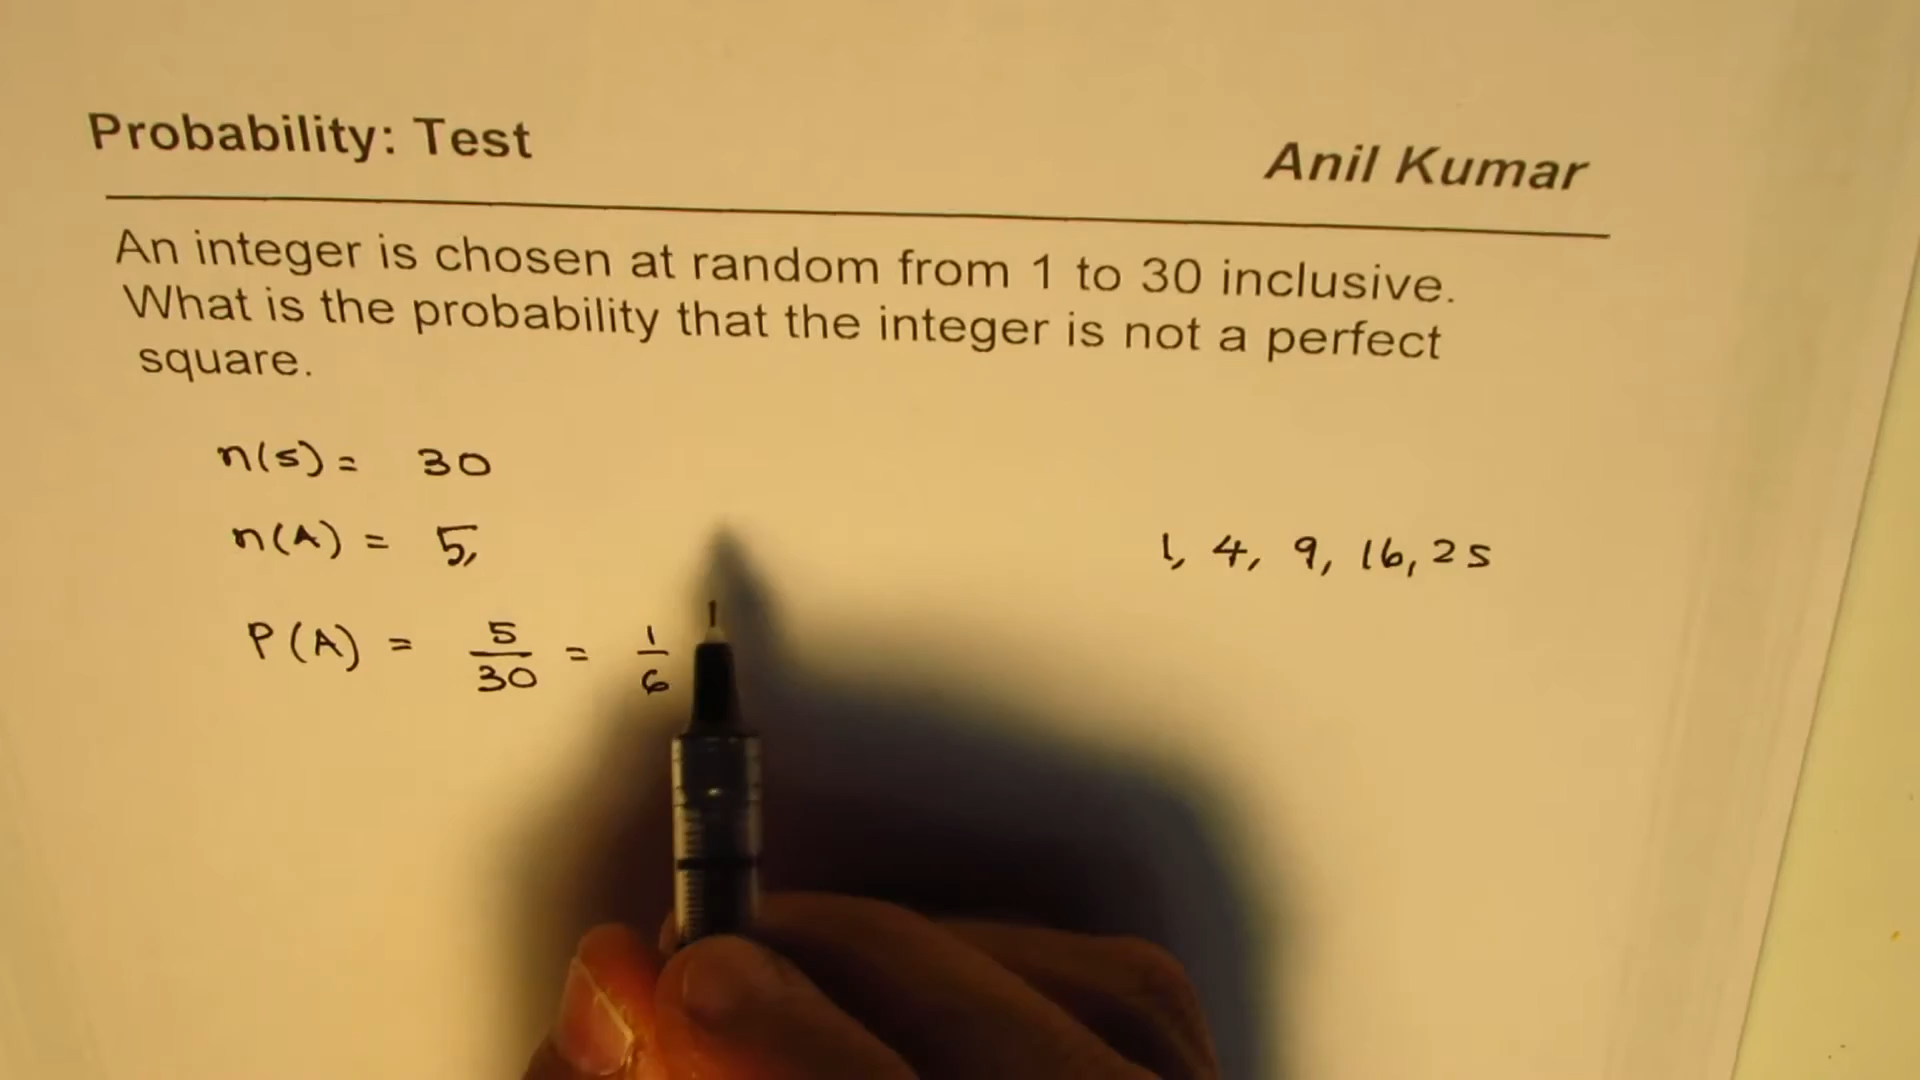 Probability: Test
Anil Kumar
An integer is chosen at random from 1 to 30 inclusive.
What is the probability that the integer is not a perfect
square.
n(s) = 30
n(A) = 5,
1, 4, 9, 16, 25
P(A) = 5/30 = 1/6